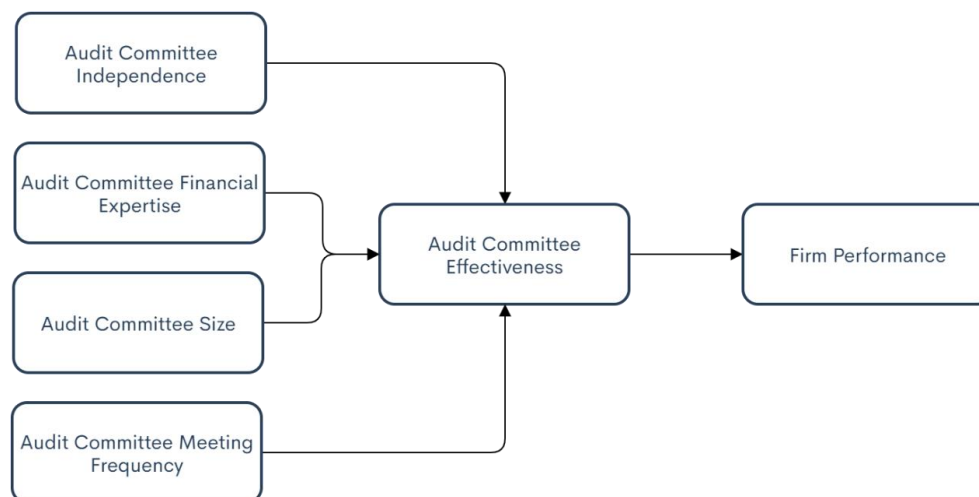 Audit Committee
Independence
Audit Committee Financial
Expertise
Audit Committee Size
Audit Committee Meeting
Frequency
Audit Committee
Effectiveness
Firm Performance